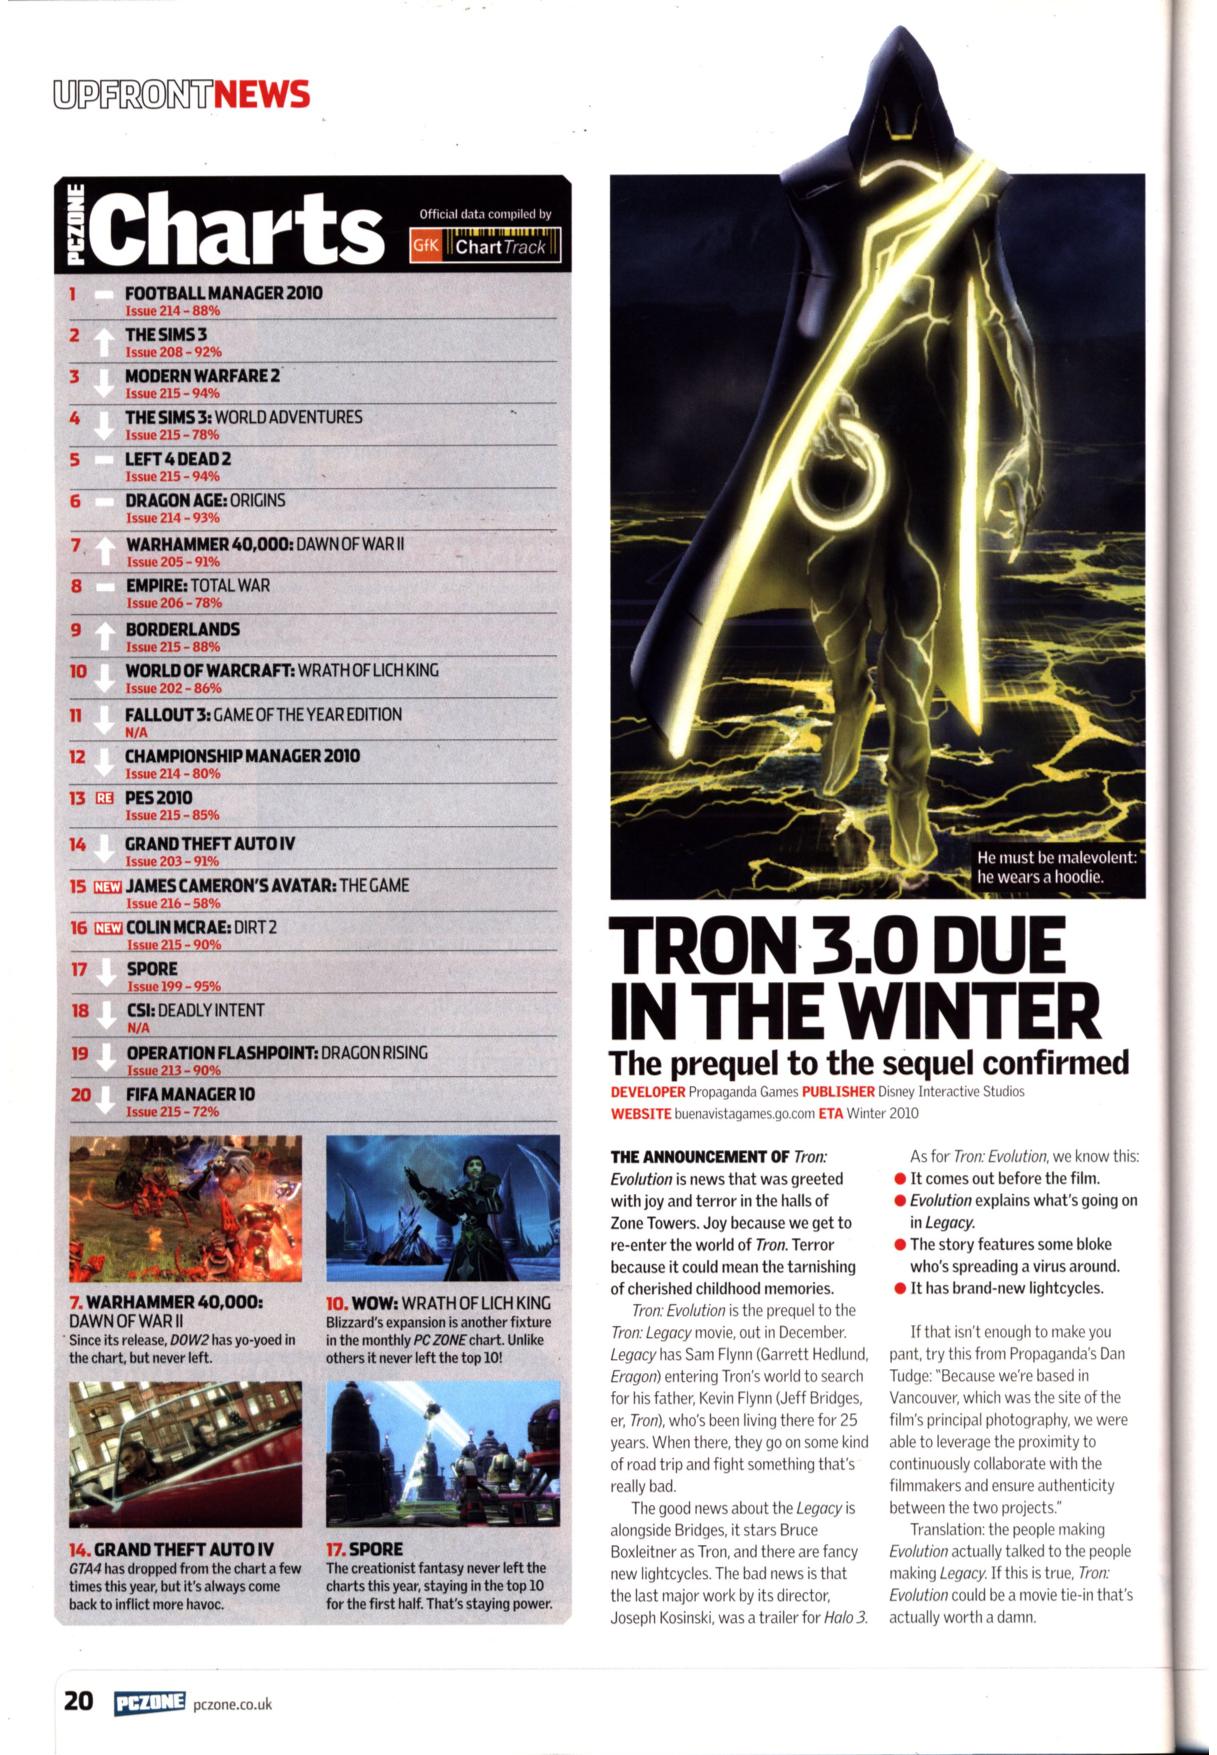 UPFRONTNEWS
PCZONE
Charts
Official data compiled by
GfK ChartTrack
1 FOOTBALL MANAGER 2010
Issue 214 – 88%
2 THE SIMS 3
Issue 208 – 92%
3 MODERN WARFARE 2
Issue 215 – 94%
4 THE SIMS 3: WORLD ADVENTURES
Issue 215 – 78%
5 LEFT 4 DEAD 2
Issue 215 – 94%
6 DRAGON AGE: ORIGINS
Issue 214 – 93%
7 WARHAMMER 40,000: DAWN OF WAR II
Issue 205 – 91%
8 EMPIRE: TOTAL WAR
Issue 206 – 78%
9 BORDERLANDS
Issue 215 – 88%
10 WORLD OF WARCRAFT: WRATH OF LICH KING
Issue 202 – 86%
11 FALLOUT 3: GAME OF THE YEAR EDITION
N/A
12 CHAMPIONSHIP MANAGER 2010
Issue 214 – 80%
13 RE PES 2010
Issue 215 – 85%
14 GRAND THEFT AUTO IV
Issue 203 – 91%
15 NEW JAMES CAMERON'S AVATAR: THE GAME
Issue 216 – 58%
16 NEW COLIN MCRAE: DIRT 2
Issue 215 – 90%
17 SPORE
Issue 199 – 95%
18 CSI: DEADLY INTENT
N/A
19 OPERATION FLASHPOINT: DRAGON RISING
Issue 213 – 90%
20 FIFA MANAGER 10
Issue 215 – 72%
7. WARHAMMER 40,000:
DAWN OF WAR II
Since its release, DOW2 has yo-yoed in
the chart, but never left.
10. WOW: WRATH OF LICH KING
Blizzard's expansion is another fixture
in the monthly PC ZONE chart. Unlike
others it never left the top 10!
14. GRAND THEFT AUTO IV
GTA4 has dropped from the chart a few
times this year, but it's always come
back to inflict more havoc.
17. SPORE
The creationist fantasy never left the
charts this year, staying in the top 10
for the first half. That's staying power.
He must be malevolent:
he wears a hoodie.
TRON 3.0 DUE
IN THE WINTER
The prequel to the sequel confirmed
DEVELOPER Propaganda Games PUBLISHER Disney Interactive Studios
WEBSITE buenavistagames.go.com ETA Winter 2010
THE ANNOUNCEMENT OF Tron:
Evolution is news that was greeted
with joy and terror in the halls of
Zone Towers. Joy because we get to
re-enter the world of Tron. Terror
because it could mean the tarnishing
of cherished childhood memories.
Tron: Evolution is the prequel to the
Tron: Legacy movie, out in December.
Legacy has Sam Flynn (Garrett Hedlund,
Eragon) entering Tron's world to search
for his father, Kevin Flynn (Jeff Bridges,
er, Tron), who's been living there for 25
years. When there, they go on some kind
of road trip and fight something that's
really bad.
The good news about the Legacy is
alongside Bridges, it stars Bruce
Boxleitner as Tron, and there are fancy
new lightcycles. The bad news is that
the last major work by its director,
Joseph Kosinski, was a trailer for Halo 3.
As for Tron: Evolution, we know this:
● It comes out before the film.
● Evolution explains what's going on
in Legacy.
● The story features some bloke
who's spreading a virus around.
● It has brand-new lightcycles.
If that isn't enough to make you
pant, try this from Propaganda's Dan
Tudge: "Because we're based in
Vancouver, which was the site of the
film's principal photography, we were
able to leverage the proximity to
continuously collaborate with the
filmmakers and ensure authenticity
between the two projects."
Translation: the people making
Evolution actually talked to the people
making Legacy. If this is true, Tron:
Evolution could be a movie tie-in that's
actually worth a damn.
20 PCZONE pczone.co.uk